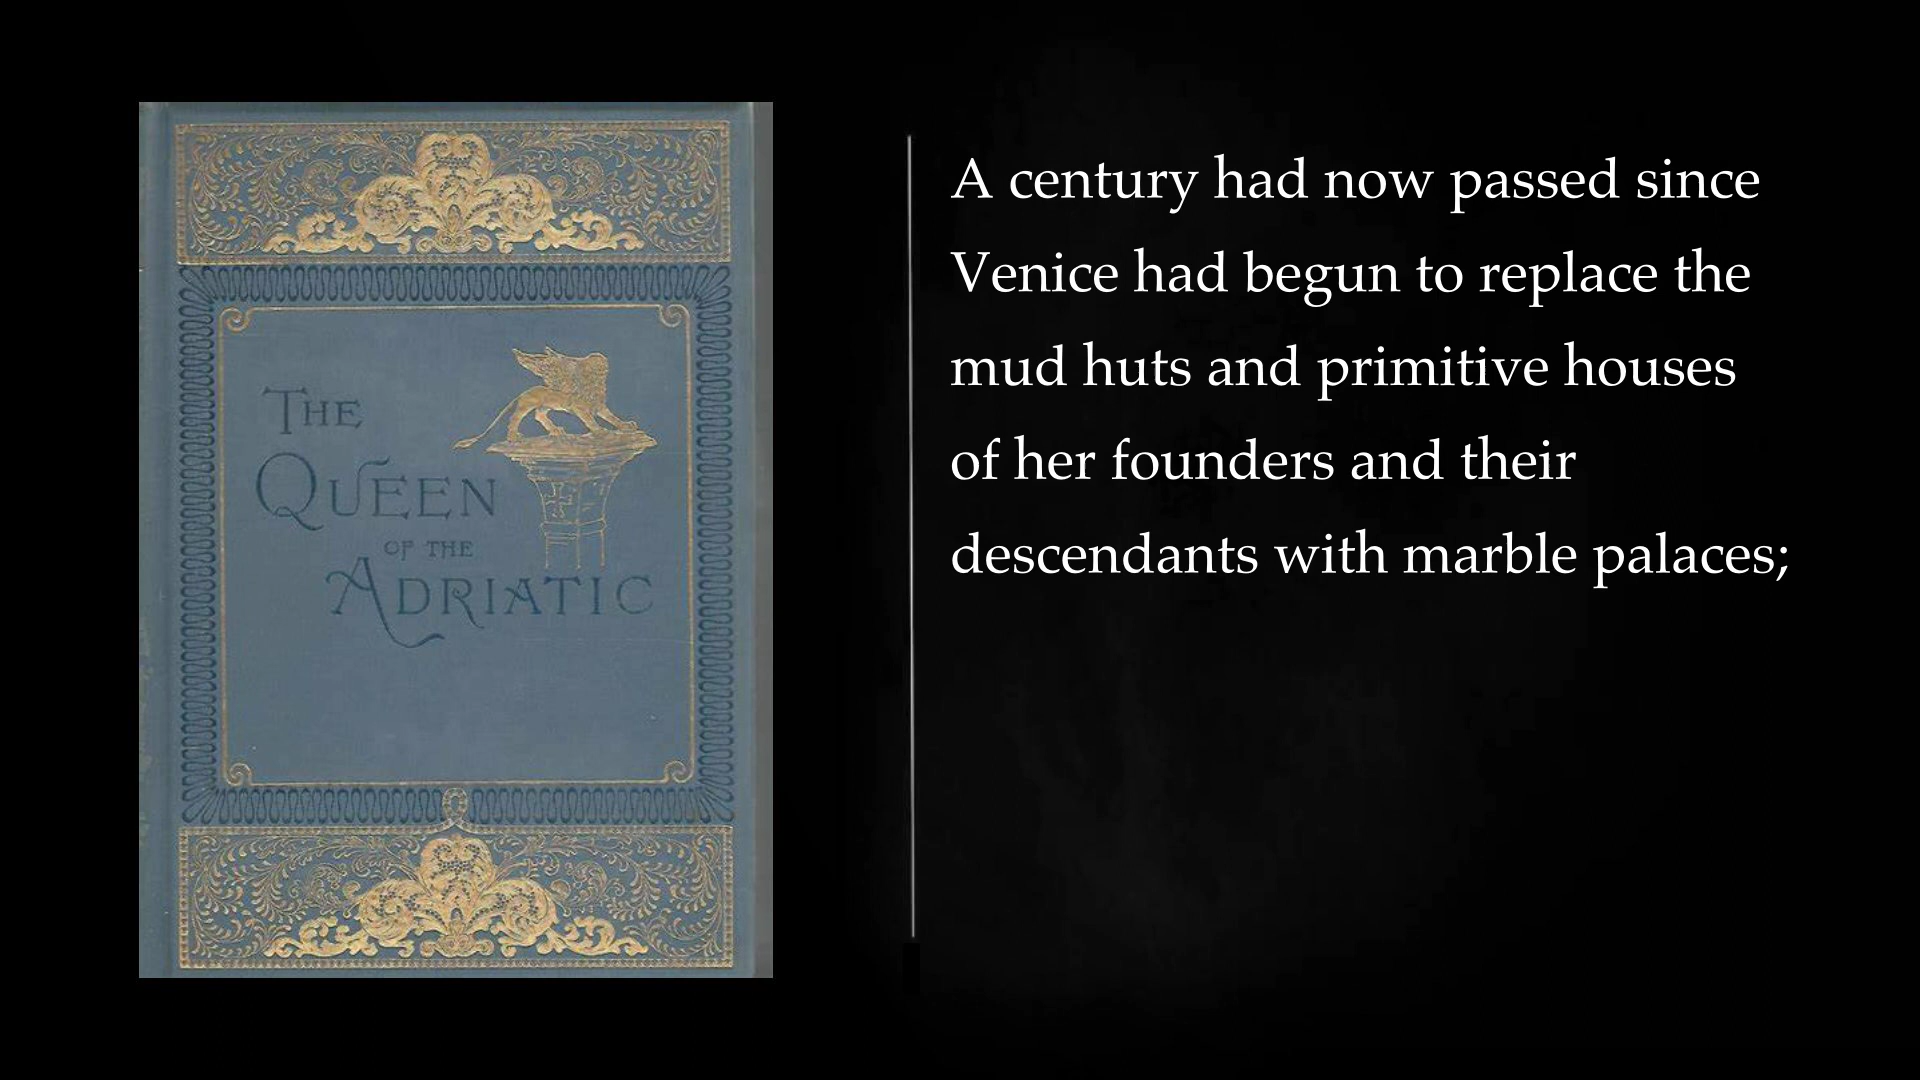 The
Queen
of the
Adriatic
A century had now passed since
Venice had begun to replace the
mud huts and primitive houses
of her founders and their
descendants with marble palaces;